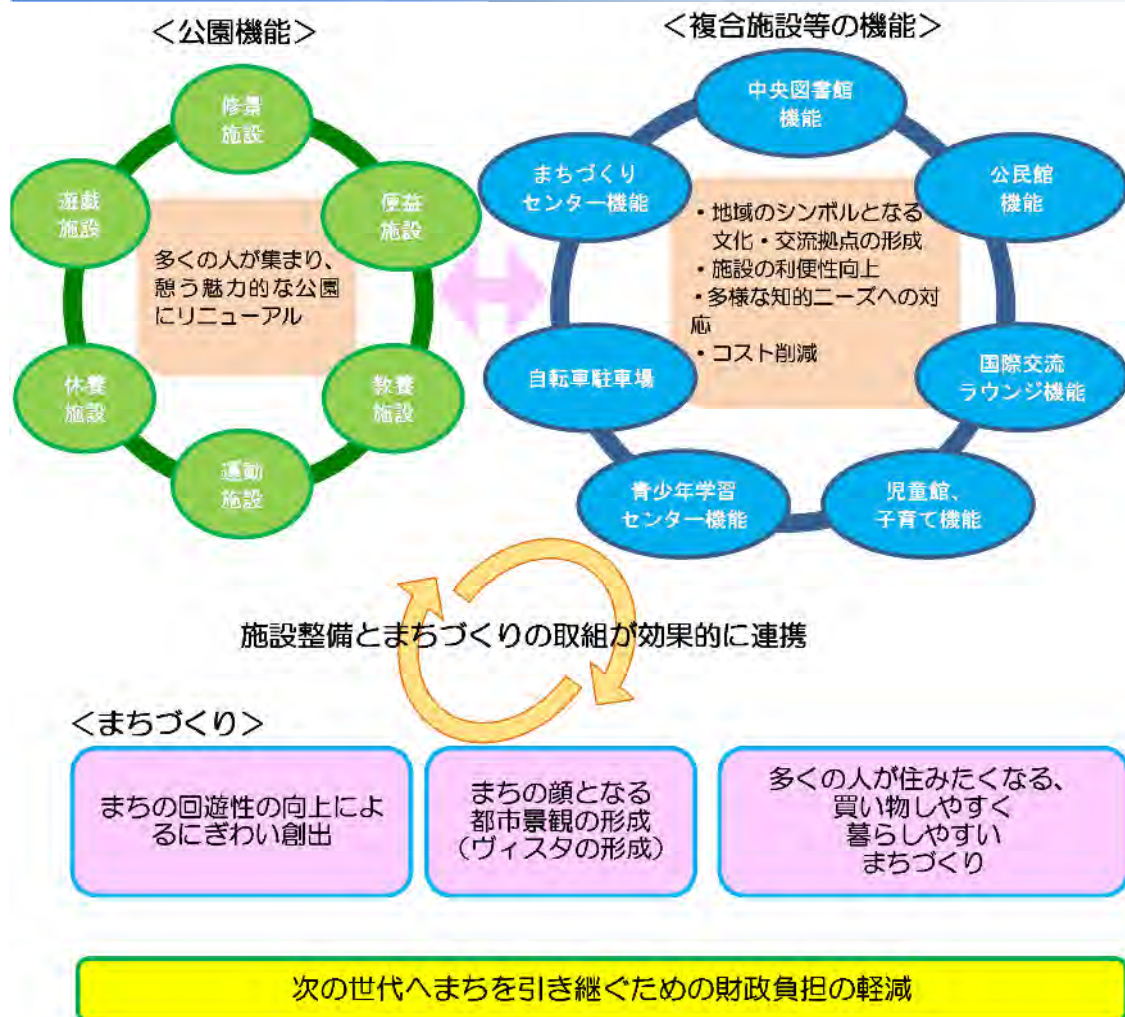 ＜公園機能＞
修景
施設
便益
施設
教養
施設
運動
施設
休養
施設
遊戯
施設
多くの人が集まり、
憩う魅力的な公園
にリニューアル
＜複合施設等の機能＞
中央図書館
機能
公民館
機能
国際交流
ラウンジ機能
児童館、
子育て機能
青少年学習
センター機能
自転車駐車場
まちづくり
センター機能
・地域のシンボルとなる
文化・交流拠点の形成
・施設の利便性向上
・多様な知的ニーズへの対
応
・コスト削減
施設整備とまちづくりの取組が効果的に連携
＜まちづくり＞
まちの回遊性の向上によ
るにぎわい創出
まちの顔となる
都市景観の形成
（ヴィスタの形成）
多くの人が住みたくなる、
買い物しやすく
暮らしやすい
まちづくり
次の世代へまちを引き継ぐための財政負担の軽減